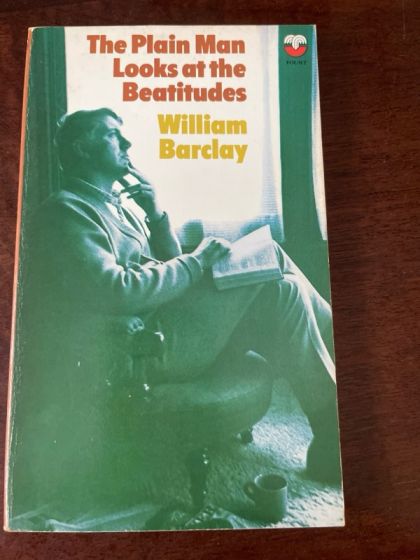 The Plain Man
Looks at the
Beatitudes
William
Barclay
FOUNT